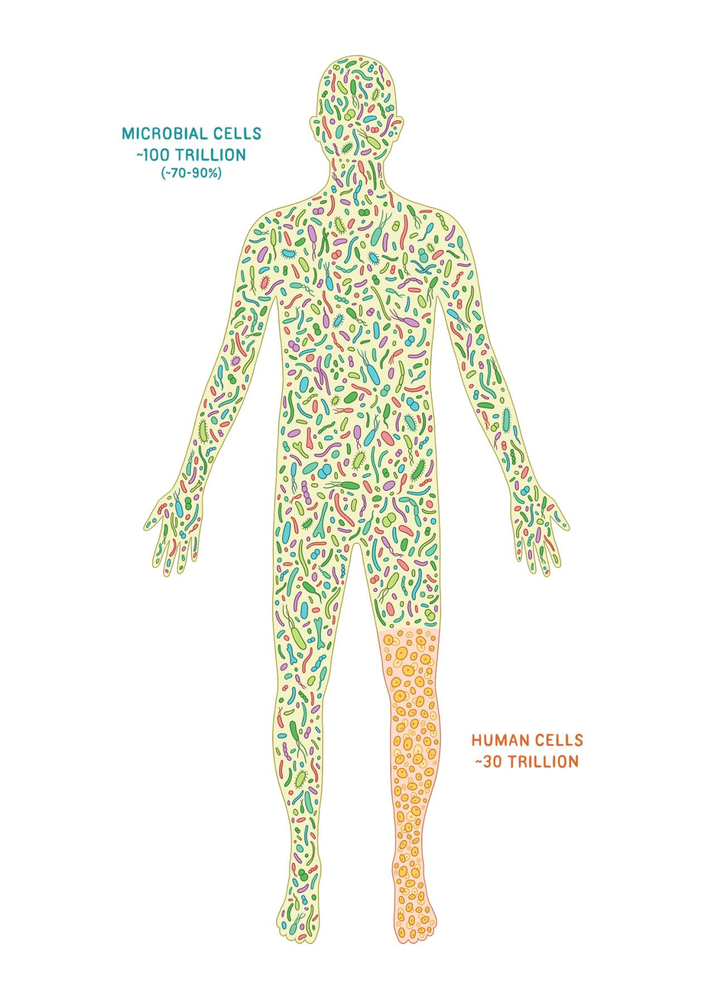 MICROBIAL CELLS
~100 TRILLION
(~70-90%)
HUMAN CELLS
~30 TRILLION